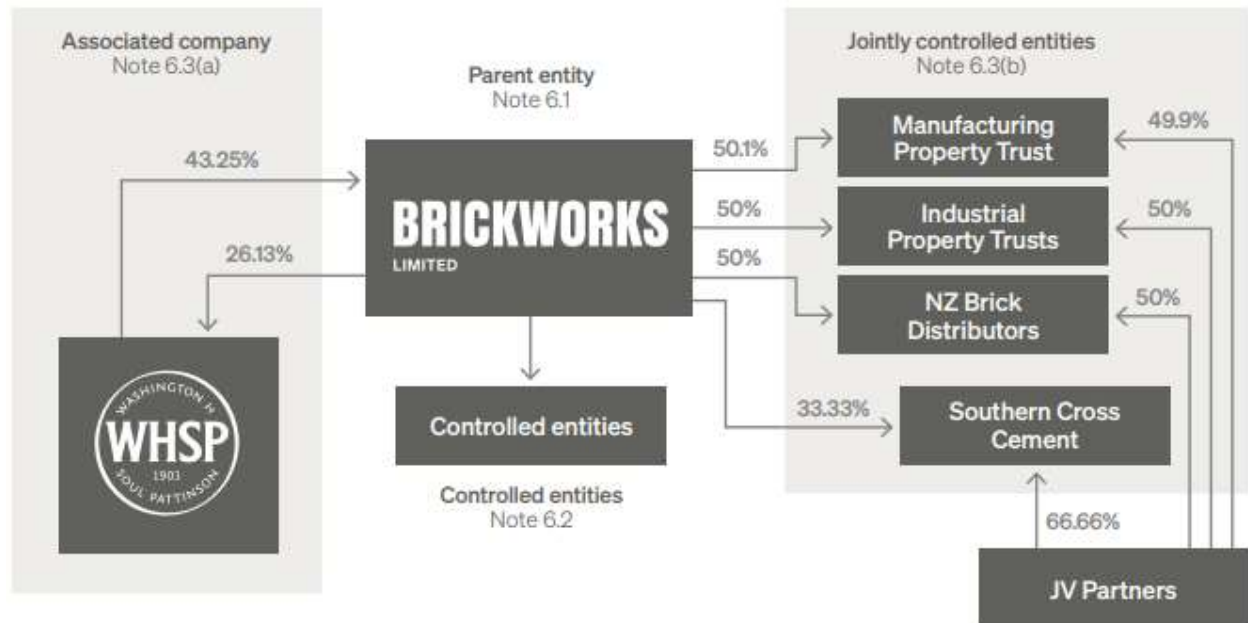 Associated company
Note 6.3(a)
Parent entity
Note 6.1
Jointly controlled entities
Note 6.3(b)
43.25%
26.13%
BRICKWORKS
LIMITED
50.1%
50%
50%
33.33%
Manufacturing
Property Trust
49.9%
Industrial
Property Trusts
50%
NZ Brick
Distributors
50%
Southern Cross
Cement
66.66%
WASHINGTON H
WHSP
1903
SOUL PATTINSON
Controlled entities
Controlled entities
Note 6.2
JV Partners